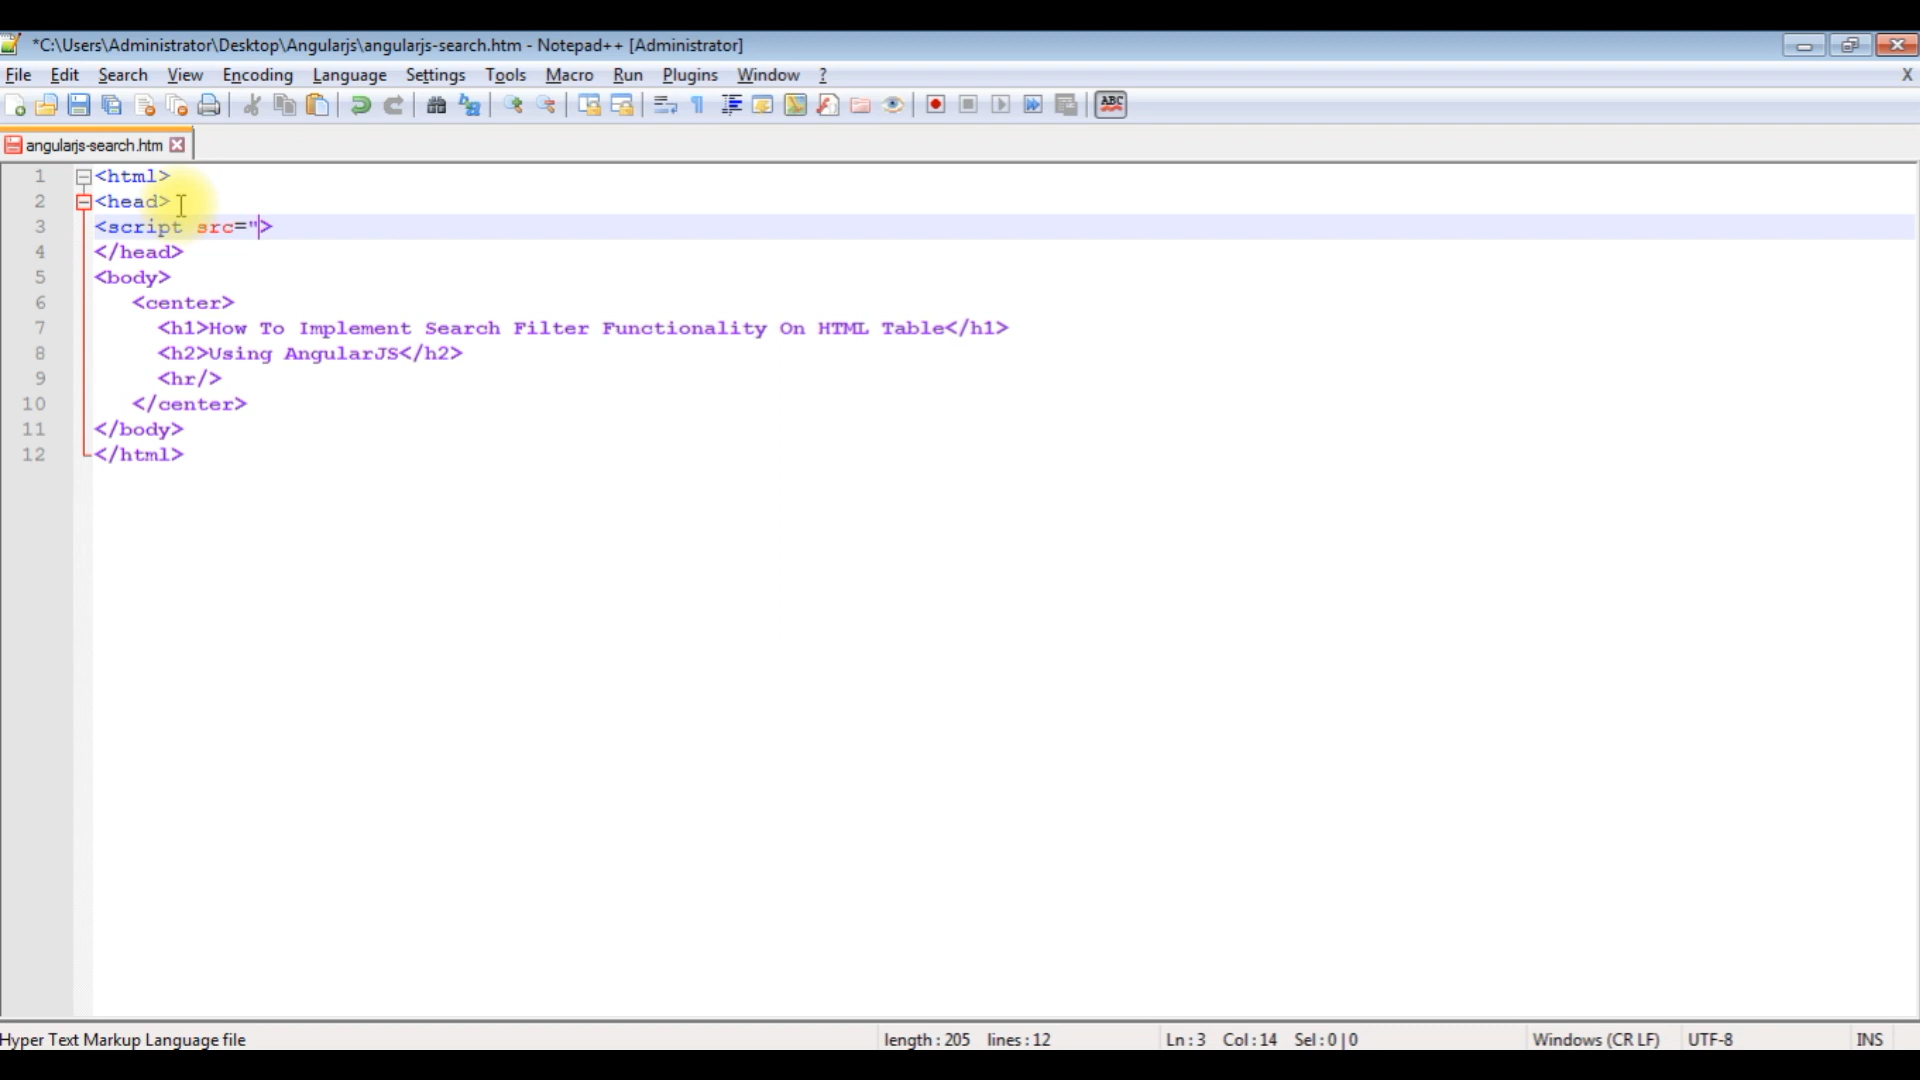 *C:\Users\Administrator\Desktop\Angularjs\angularjs-search.htm - Notepad++ [Administrator]
File Edit Search View Encoding Language Settings Tools Macro Run Plugins Window ? X
ABC
angularjs-search.htm
1 <html>
2 <head>
3 <script src=">
4 </head>
5 <body>
6 <center>
7 <h1>How To Implement Search Filter Functionality On HTML Table</h1>
8 <h2>Using AngularJS</h2>
9 <hr/>
10 </center>
11 </body>
12 </html>
Hyper Text Markup Language file length : 205 lines : 12 Ln : 3 Col : 14 Sel : 0 | 0 Windows (CR LF) UTF-8 INS